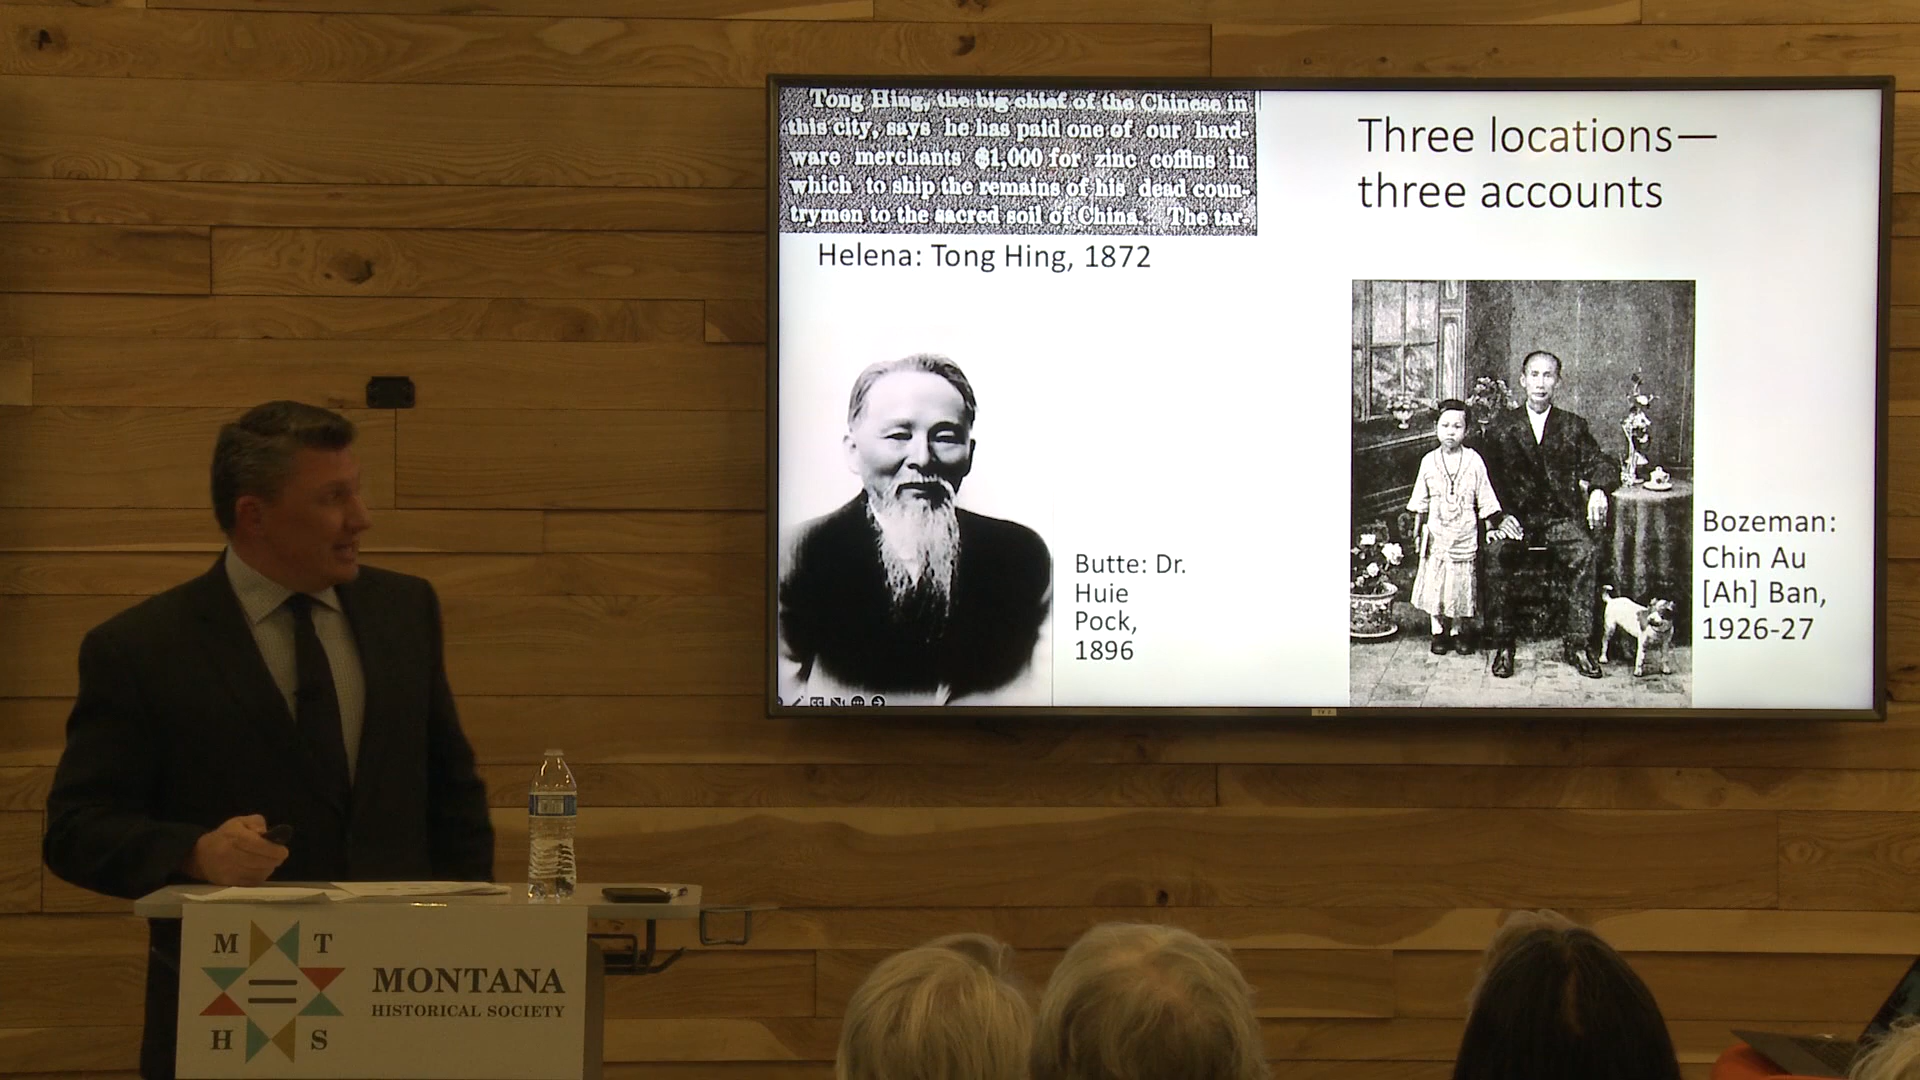 Tong Hing, the big chief of the Chinese in
this city, says he has paid one of our hard-
ware merchants $1,000 for zinc coffins in
which to ship the remains of his dead coun-
trymen to the sacred soil of China. The tar-
Helena: Tong Hing, 1872
Three locations—
three accounts
Butte: Dr.
Huie
Pock,
1896
Bozeman:
Chin Au
[Ah] Ban,
1926-27
M T
H S
MONTANA
HISTORICAL SOCIETY